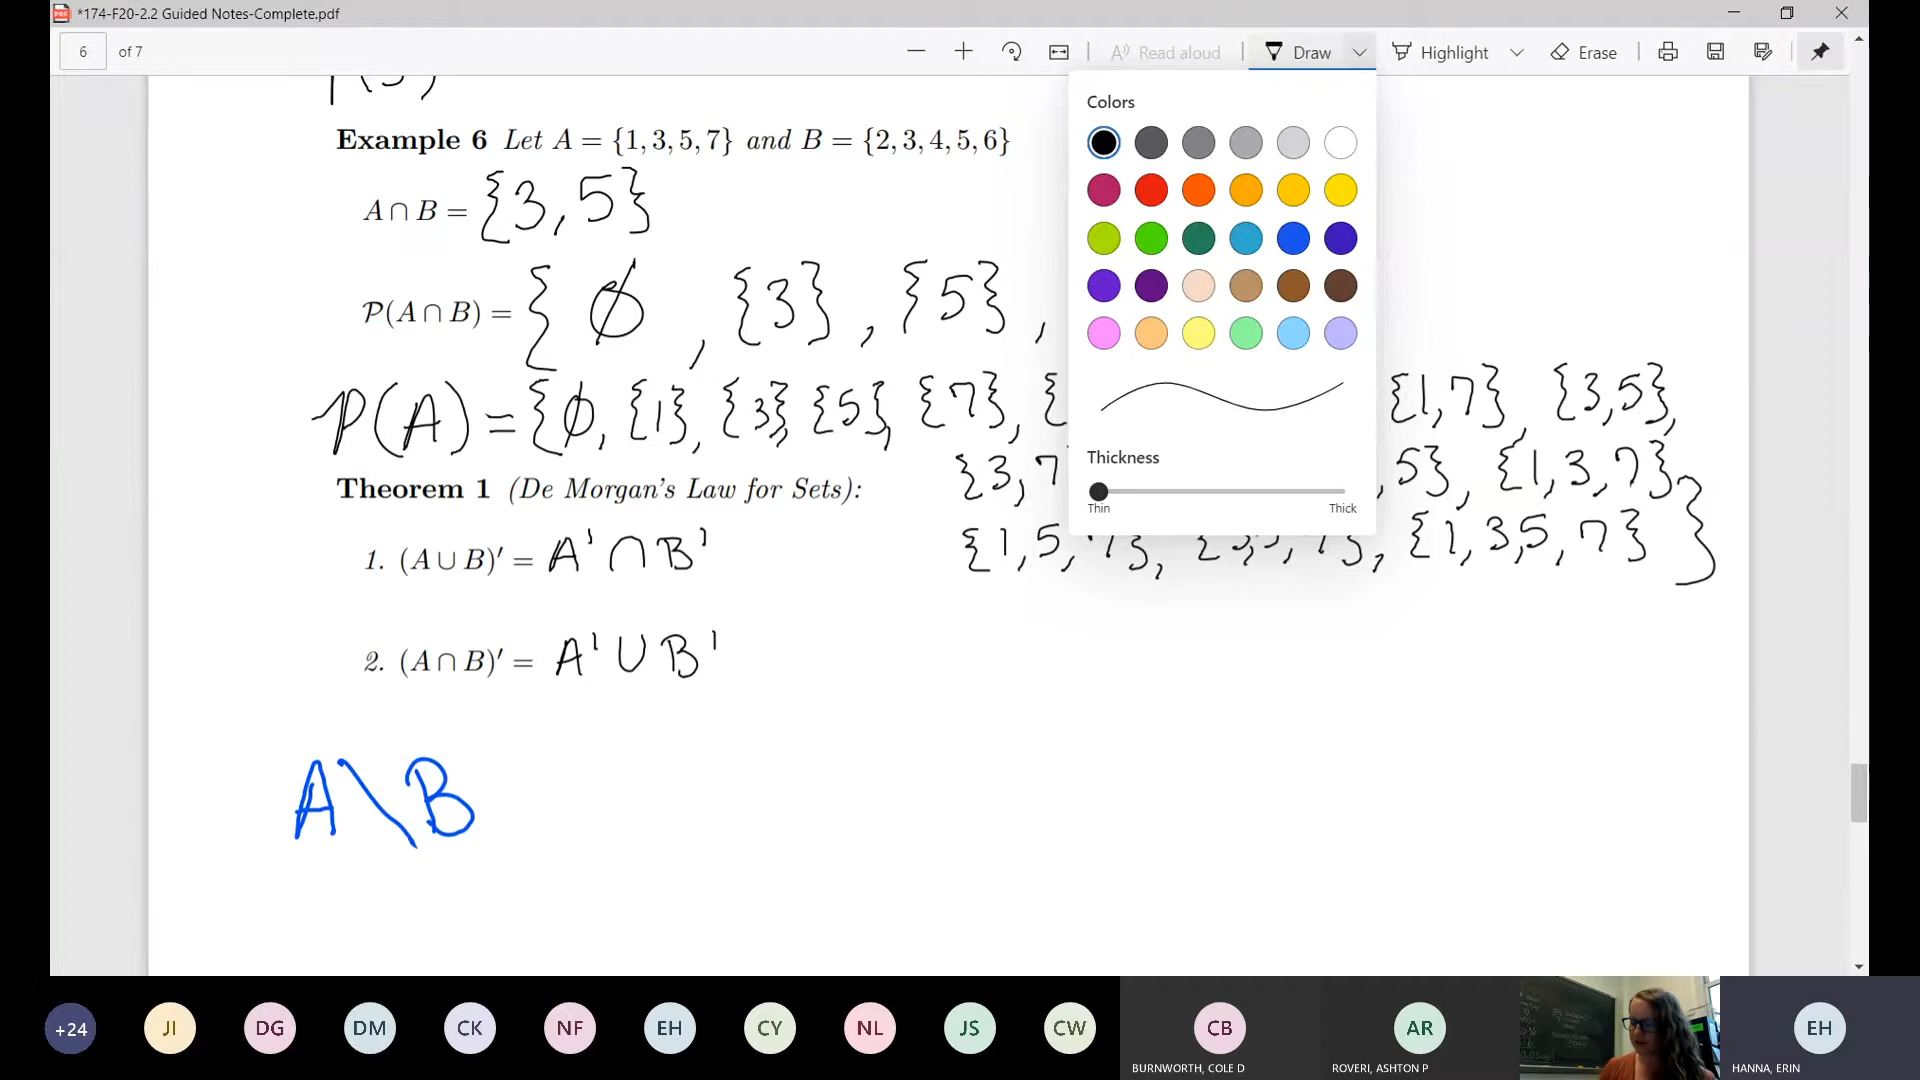 *174-F20-2.2 Guided Notes-Complete.pdf
6 of 7 Read aloud Draw Highlight Erase
Example 6 Let A = {1, 3, 5, 7} and B = {2, 3, 4, 5, 6}
A ∩ B = {3, 5}
P(A ∩ B) = { ∅ , {3} , {5} ,
P(A) = {∅, {1}, {3}, {5}, {7}, { {1,7}, {3,5},
{3, 7 , 5}, {1,3,7},
Theorem 1 (De Morgan's Law for Sets):
{1,5, 7}, {3,5,7}, {1,3,5,7} }
1. (A ∪ B)′ = A' ∩ B'
2. (A ∩ B)′ = A' ∪ B'
A \ B
Colors
Thickness
Thin Thick
+24 JI DG DM CK NF EH CY NL JS CW CB AR EH
BURNWORTH, COLE D ROVERI, ASHTON P HANNA, ERIN